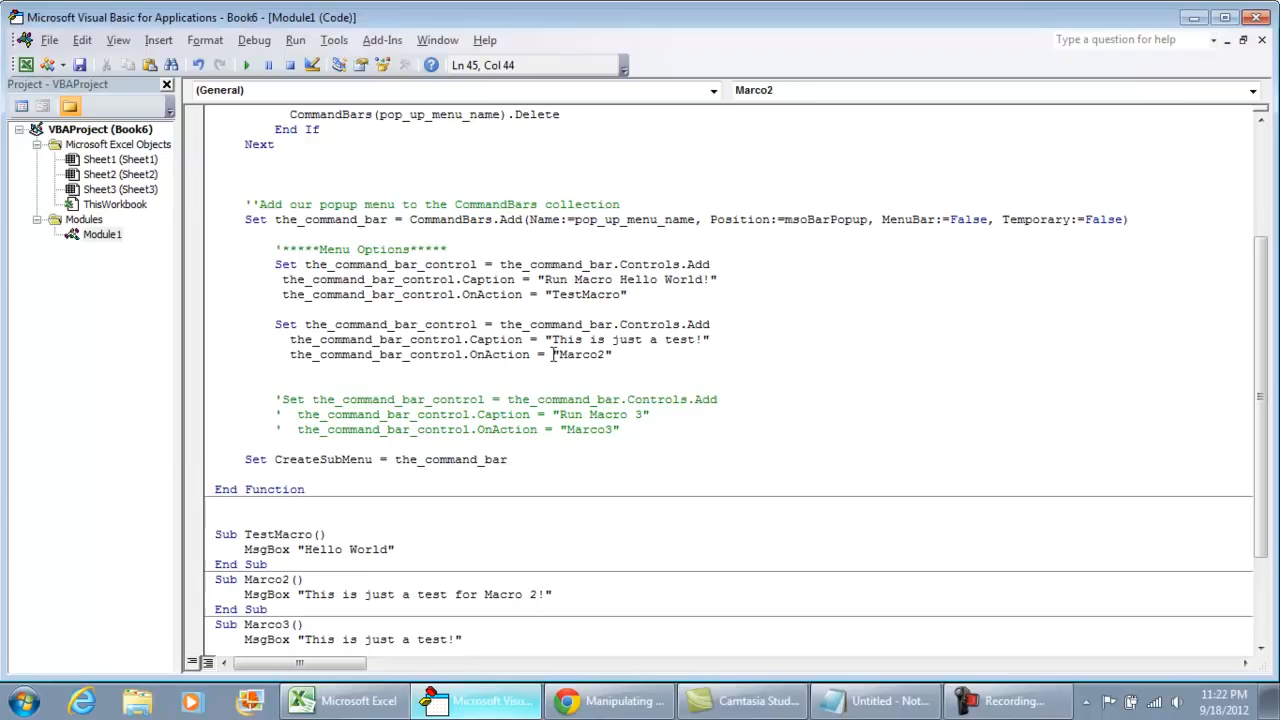 Microsoft Visual Basic for Applications - Book6 - [Module1 (Code)]
File Edit View Insert Format Debug Run Tools Add-Ins Window Help
Type a question for help
Ln 45, Col 44
Project - VBAProject
(General)
Marco2
VBAProject (Book6)
Microsoft Excel Objects
Sheet1 (Sheet1)
Sheet2 (Sheet2)
Sheet3 (Sheet3)
ThisWorkbook
Modules
Module1
CommandBars(pop_up_menu_name).Delete
End If
Next
''Add our popup menu to the CommandBars collection
Set the_command_bar = CommandBars.Add(Name:=pop_up_menu_name, Position:=msoBarPopup, MenuBar:=False, Temporary:=False)
'*****Menu Options*****
Set the_command_bar_control = the_command_bar.Controls.Add
the_command_bar_control.Caption = "Run Macro Hello World!"
the_command_bar_control.OnAction = "TestMacro"
Set the_command_bar_control = the_command_bar.Controls.Add
the_command_bar_control.Caption = "This is just a test!"
the_command_bar_control.OnAction = "Marco2"
'Set the_command_bar_control = the_command_bar.Controls.Add
' the_command_bar_control.Caption = "Run Macro 3"
' the_command_bar_control.OnAction = "Marco3"
Set CreateSubMenu = the_command_bar
End Function
Sub TestMacro()
MsgBox "Hello World"
End Sub
Sub Marco2()
MsgBox "This is just a test for Macro 2!"
End Sub
Sub Marco3()
MsgBox "This is just a test!"
Microsoft Excel
Microsoft Visu...
Manipulating ...
Camtasia Stud...
Untitled - Not...
Recording...
11:22 PM
9/18/2012